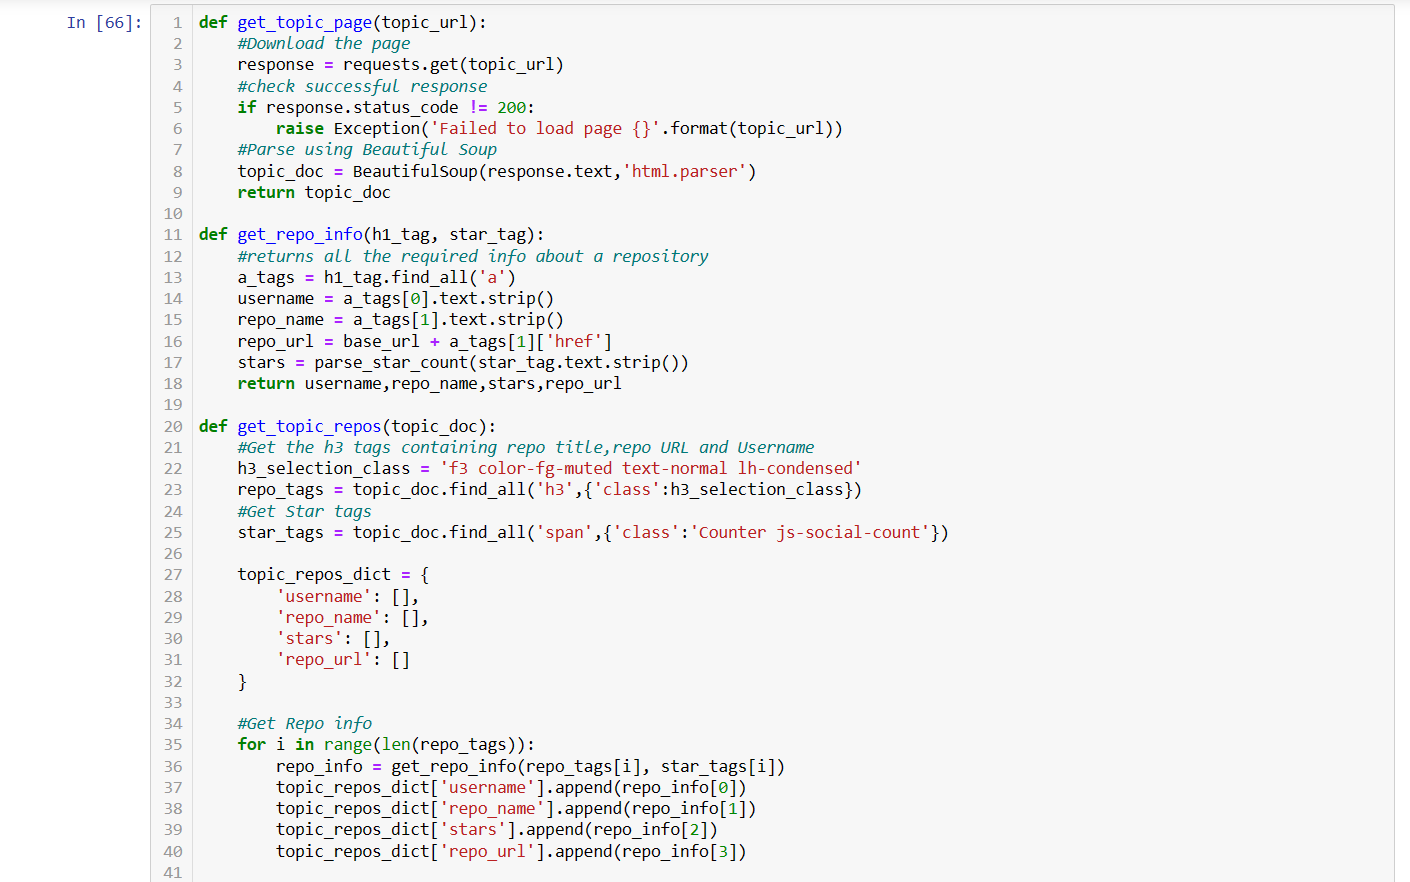 In [66]:
1 def get_topic_page(topic_url):
2     #Download the page
3     response = requests.get(topic_url)
4     #check successful response
5     if response.status_code != 200:
6         raise Exception('Failed to load page {}'.format(topic_url))
7     #Parse using Beautiful Soup
8     topic_doc = BeautifulSoup(response.text,'html.parser')
9     return topic_doc
10
11 def get_repo_info(h1_tag, star_tag):
12     #returns all the required info about a repository
13     a_tags = h1_tag.find_all('a')
14     username = a_tags[0].text.strip()
15     repo_name = a_tags[1].text.strip()
16     repo_url = base_url + a_tags[1]['href']
17     stars = parse_star_count(star_tag.text.strip())
18     return username,repo_name,stars,repo_url
19
20 def get_topic_repos(topic_doc):
21     #Get the h3 tags containing repo title,repo URL and Username
22     h3_selection_class = 'f3 color-fg-muted text-normal lh-condensed'
23     repo_tags = topic_doc.find_all('h3',{'class':h3_selection_class})
24     #Get Star tags
25     star_tags = topic_doc.find_all('span',{'class':'Counter js-social-count'})
26
27     topic_repos_dict = {
28         'username': [],
29         'repo_name': [],
30         'stars': [],
31         'repo_url': []
32     }
33
34     #Get Repo info
35     for i in range(len(repo_tags)):
36         repo_info = get_repo_info(repo_tags[i], star_tags[i])
37         topic_repos_dict['username'].append(repo_info[0])
38         topic_repos_dict['repo_name'].append(repo_info[1])
39         topic_repos_dict['stars'].append(repo_info[2])
40         topic_repos_dict['repo_url'].append(repo_info[3])
41